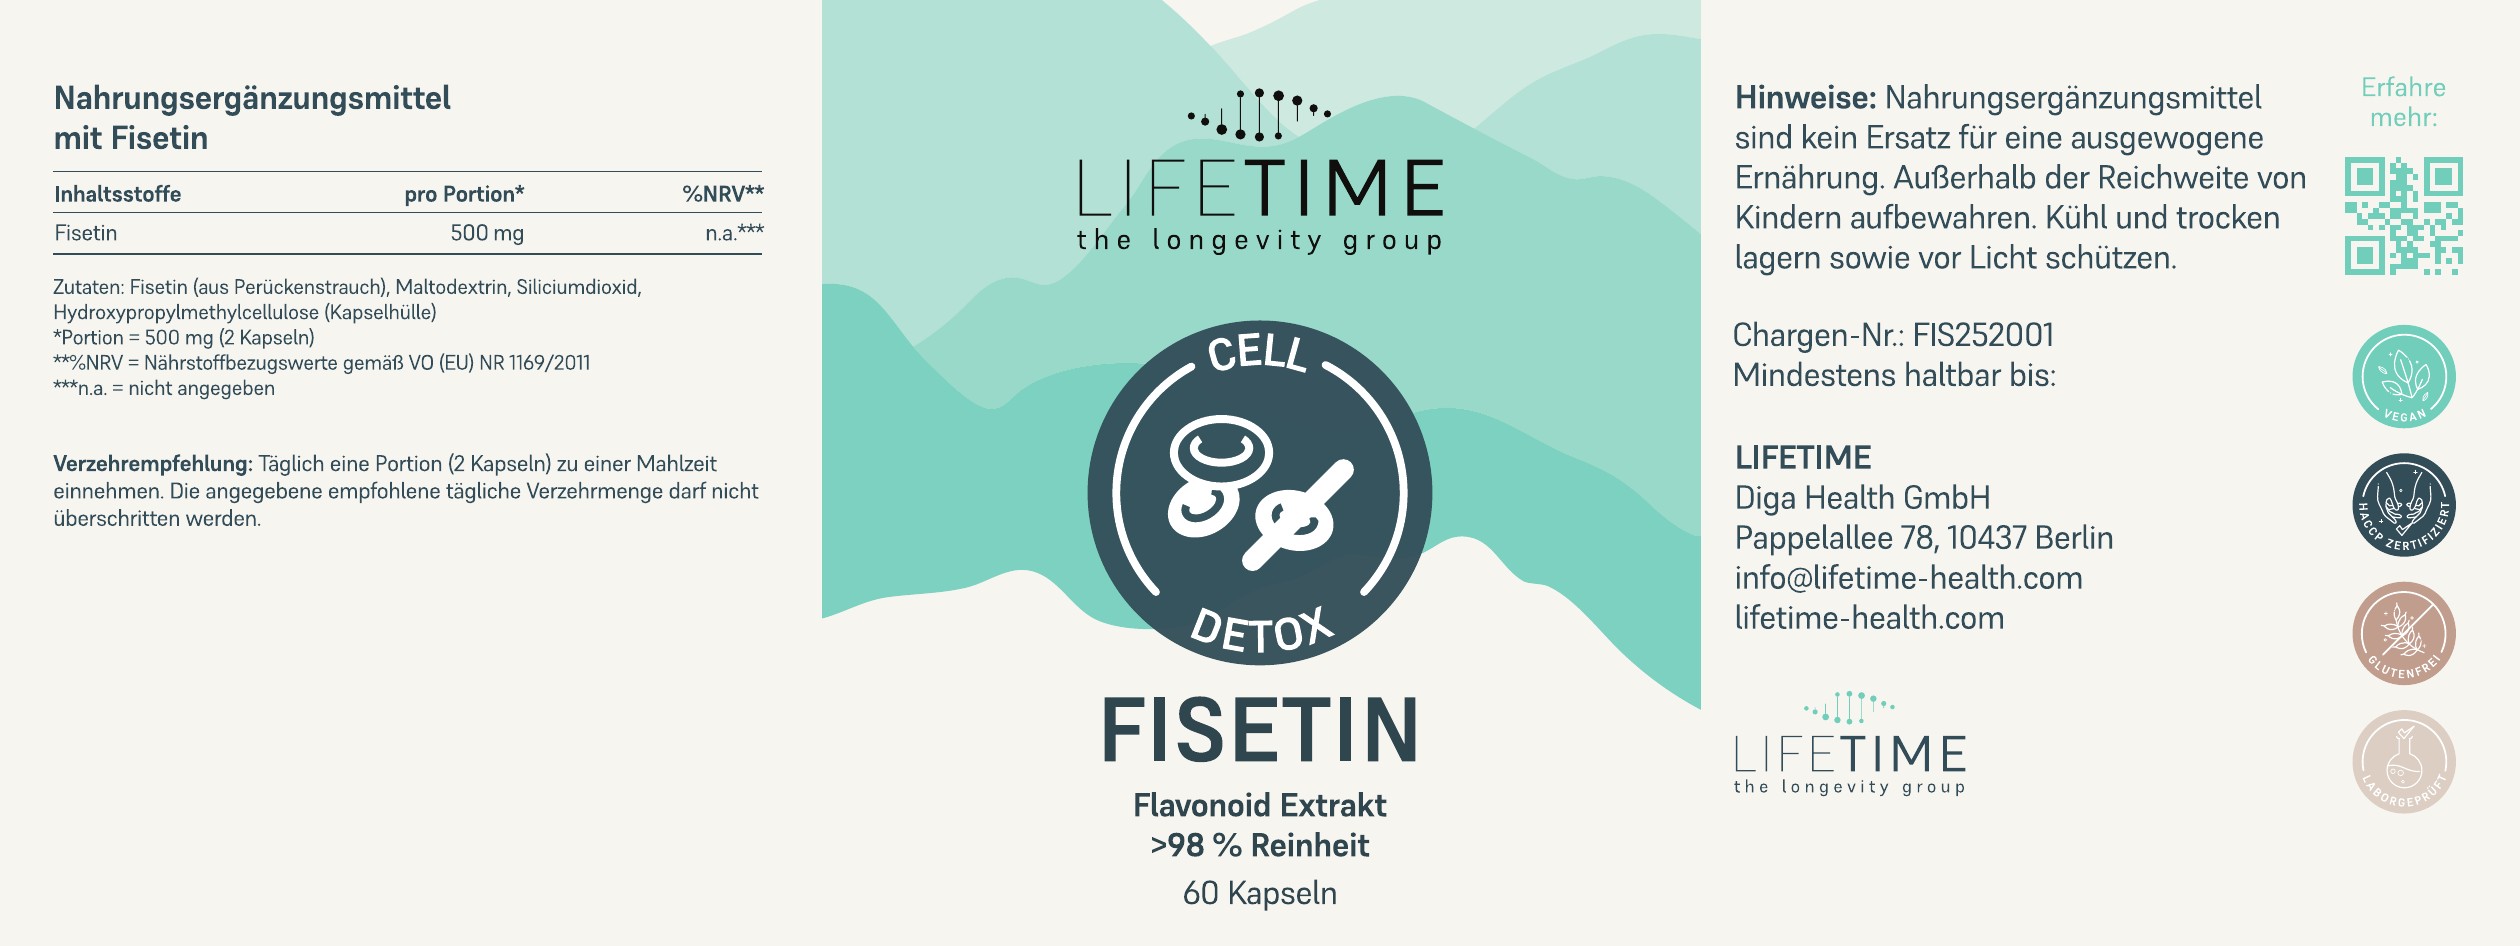 Nahrungsergänzungsmittel
mit Fisetin
Inhaltsstoffe pro Portion* %NRV**
Fisetin 500 mg n.a.***
Zutaten: Fisetin (aus Perückenstrauch), Maltodextrin, Siliciumdioxid,
Hydroxypropylmethylcellulose (Kapselhülle)
*Portion = 500 mg (2 Kapseln)
**%NRV = Nährstoffbezugswerte gemäß VO (EU) NR 1169/2011
***n.a. = nicht angegeben
Verzehrempfehlung: Täglich eine Portion (2 Kapseln) zu einer Mahlzeit
einnehmen. Die angegebene empfohlene tägliche Verzehrmenge darf nicht
überschritten werden.
LIFETIME
the longevity group
CELL
DETOX
FISETIN
Flavonoid Extrakt
>98 % Reinheit
60 Kapseln
Hinweise: Nahrungsergänzungsmittel
sind kein Ersatz für eine ausgewogene
Ernährung. Außerhalb der Reichweite von
Kindern aufbewahren. Kühl und trocken
lagern sowie vor Licht schützen.
Chargen-Nr.: FIS252001
Mindestens haltbar bis:
LIFETIME
Diga Health GmbH
Pappelallee 78, 10437 Berlin
info@lifetime-health.com
lifetime-health.com
LIFETIME
the longevity group
Erfahre
mehr:
VEGAN
HACCP ZERTIFIZIERT
GLUTENFREI
LABORGEPRÜFT